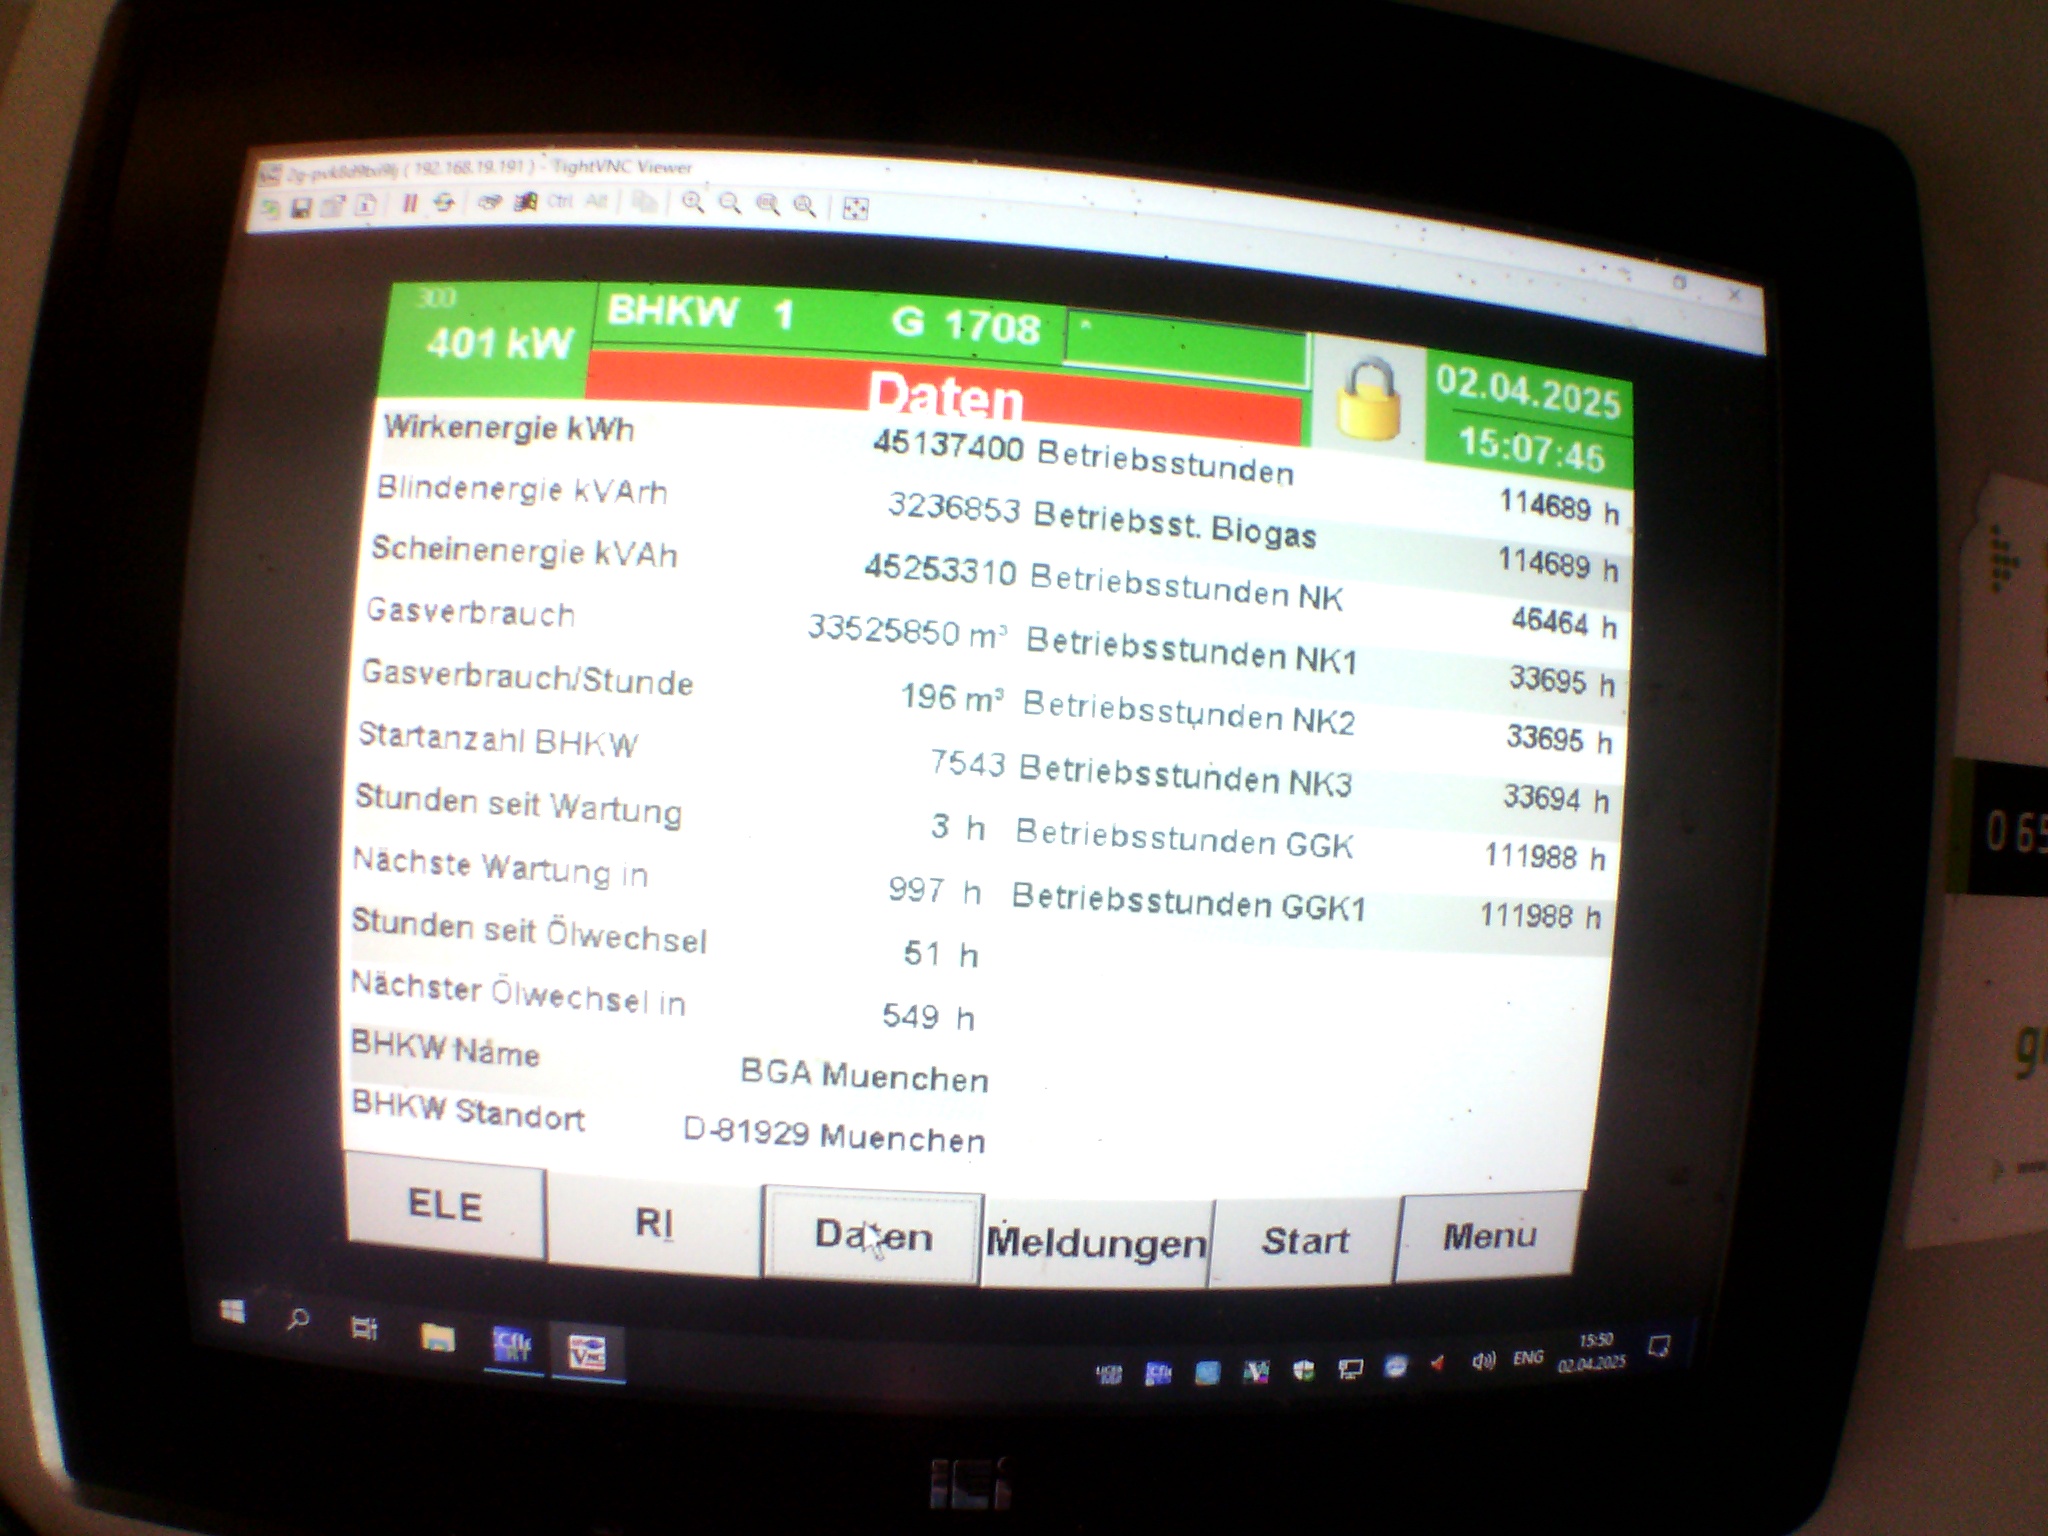 ( 192.168.19.191 ) - TightVNC Viewer
Ctrl Alt
300
401 kW
BHKW 1 G 1708
Daten
02.04.2025
15:07:46
Wirkenergie kWh 45137400 Betriebsstunden 114689 h
Blindenergie kVArh 3236853 Betriebsst. Biogas 114689 h
Scheinenergie kVAh 45253310 Betriebsstunden NK 46464 h
Gasverbrauch 33525850 m³ Betriebsstunden NK1 33695 h
Gasverbrauch/Stunde 196 m³ Betriebsstunden NK2 33695 h
Startanzahl BHKW 7543 Betriebsstunden NK3 33694 h
Stunden seit Wartung 3 h Betriebsstunden GGK 111988 h
Nächste Wartung in 997 h Betriebsstunden GGK1 111988 h
Stunden seit Ölwechsel 51 h
Nächster Ölwechsel in 549 h
BHKW Name BGA Muenchen
BHKW Standort D-81929 Muenchen
ELE RI Daten Meldungen Start Menu
ENG 15:50
02.04.2025
0 65